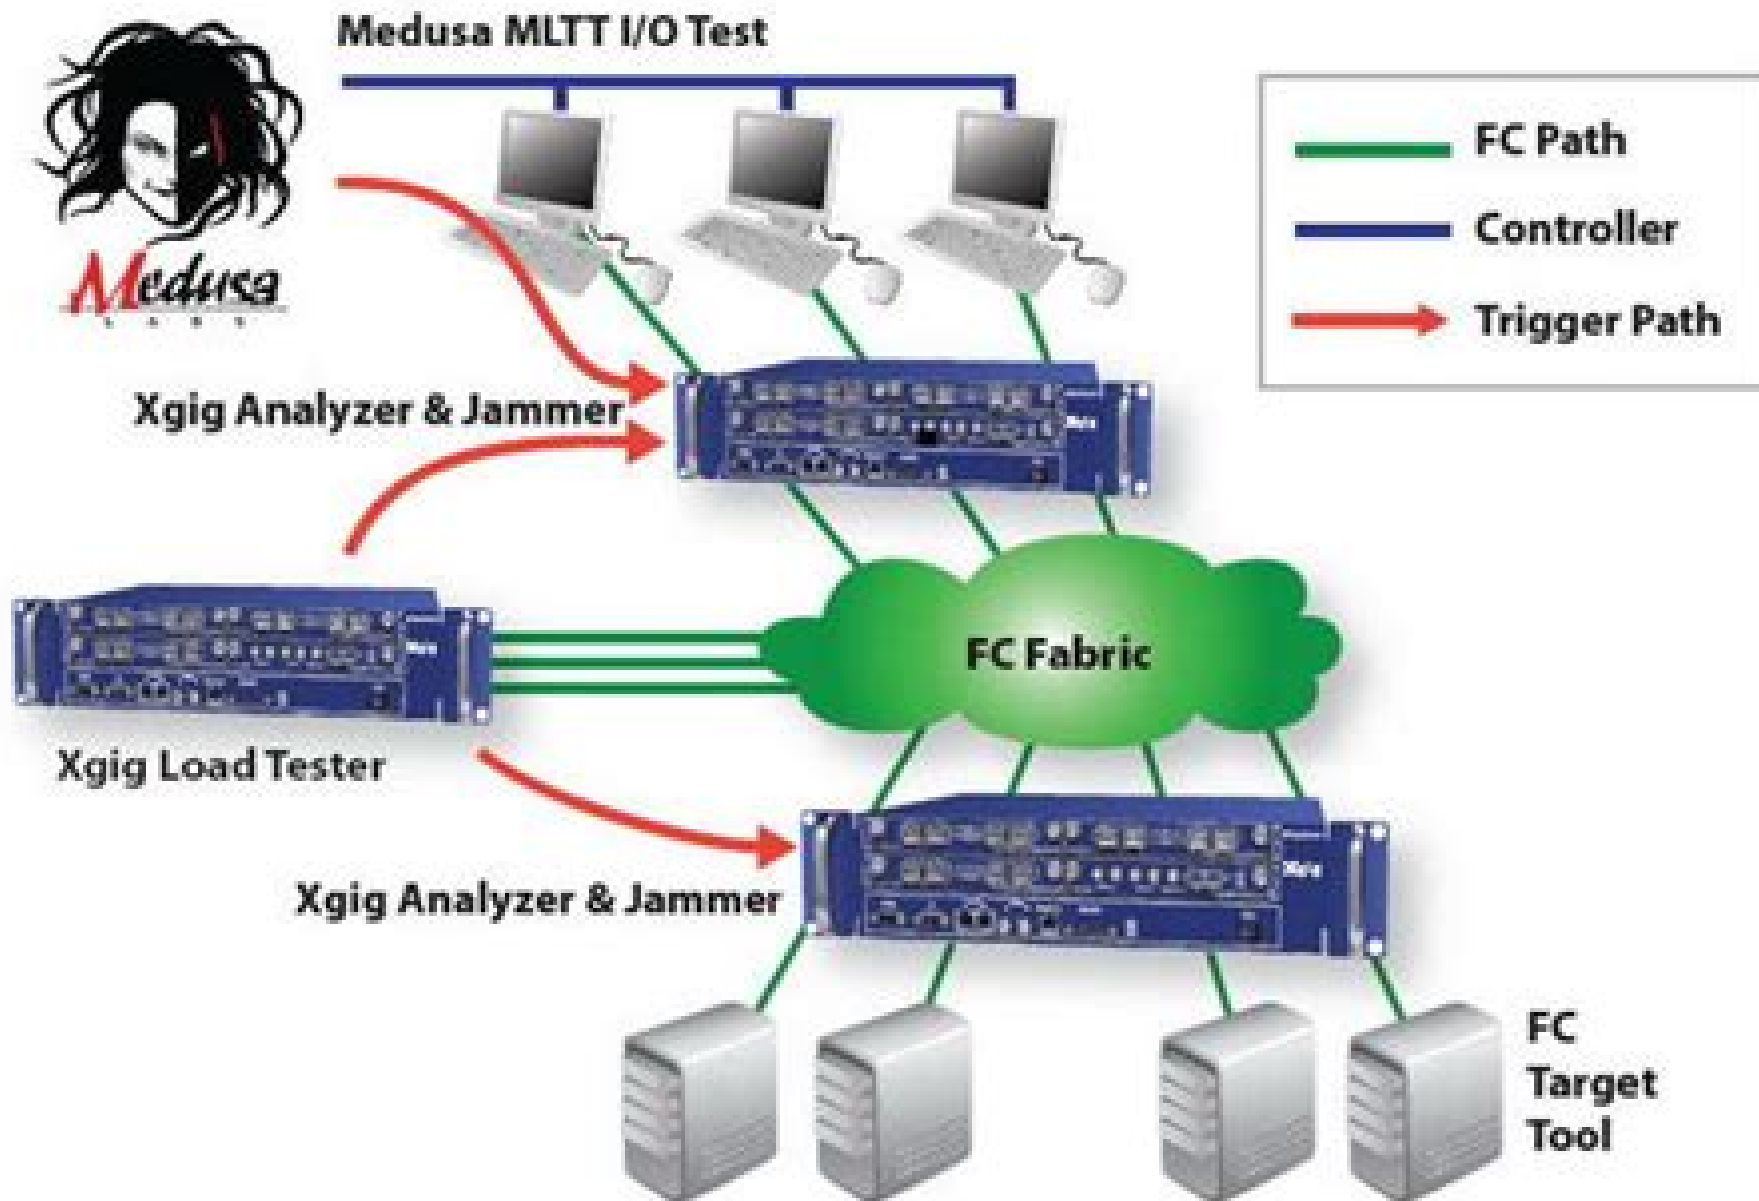 Medusa MLTT I/O Test
FC Path
Controller
Trigger Path
Medusa
LABS
Xgig Analyzer & Jammer
FC Fabric
Xgig Load Tester
Xgig Analyzer & Jammer
FC
Target
Tool